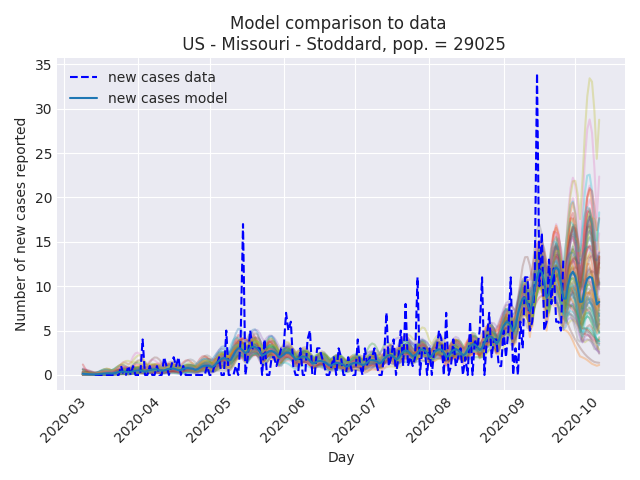 Model comparison to data
US - Missouri - Stoddard, pop. = 29025
new cases data
new cases model
Number of new cases reported
35
30
25
20
15
10
5
0
2020-03
2020-04
2020-05
2020-06
2020-07
2020-08
2020-09
2020-10
Day